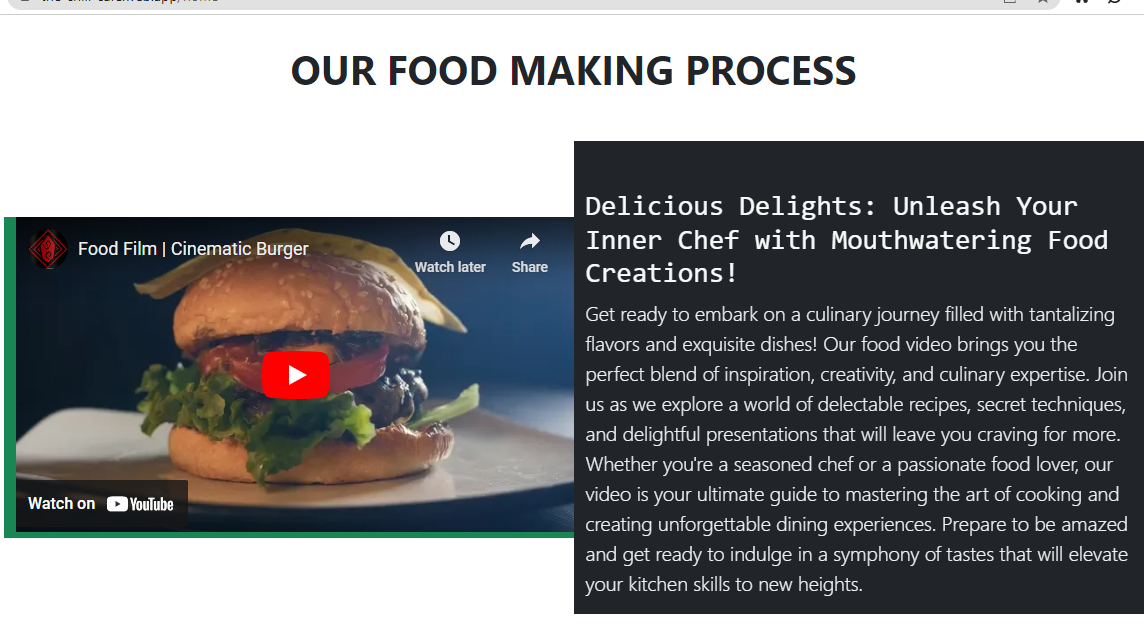 OUR FOOD MAKING PROCESS
Food Film | Cinematic Burger
Watch later
Share
Watch on YouTube
Delicious Delights: Unleash Your
Inner Chef with Mouthwatering Food
Creations!
Get ready to embark on a culinary journey filled with tantalizing
flavors and exquisite dishes! Our food video brings you the
perfect blend of inspiration, creativity, and culinary expertise. Join
us as we explore a world of delectable recipes, secret techniques,
and delightful presentations that will leave you craving for more.
Whether you're a seasoned chef or a passionate food lover, our
video is your ultimate guide to mastering the art of cooking and
creating unforgettable dining experiences. Prepare to be amazed
and get ready to indulge in a symphony of tastes that will elevate
your kitchen skills to new heights.